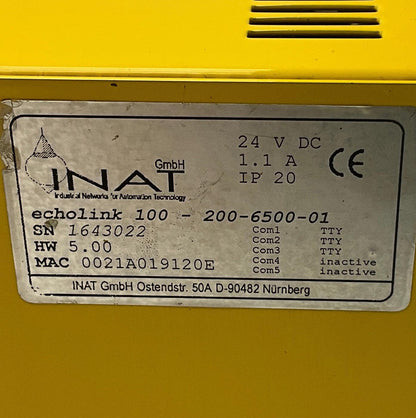 INAT GmbH
Industrial Networks for Automation Technology
24 V DC
1.1 A
IP 20
CE
echolink 100 - 200-6500-01
SN 1643022
HW 5.00
MAC 0021A019120E
Com1 TTY
Com2 TTY
Com3 TTY
Com4 inactive
Com5 inactive
INAT GmbH Ostendstr. 50A D-90482 Nürnberg